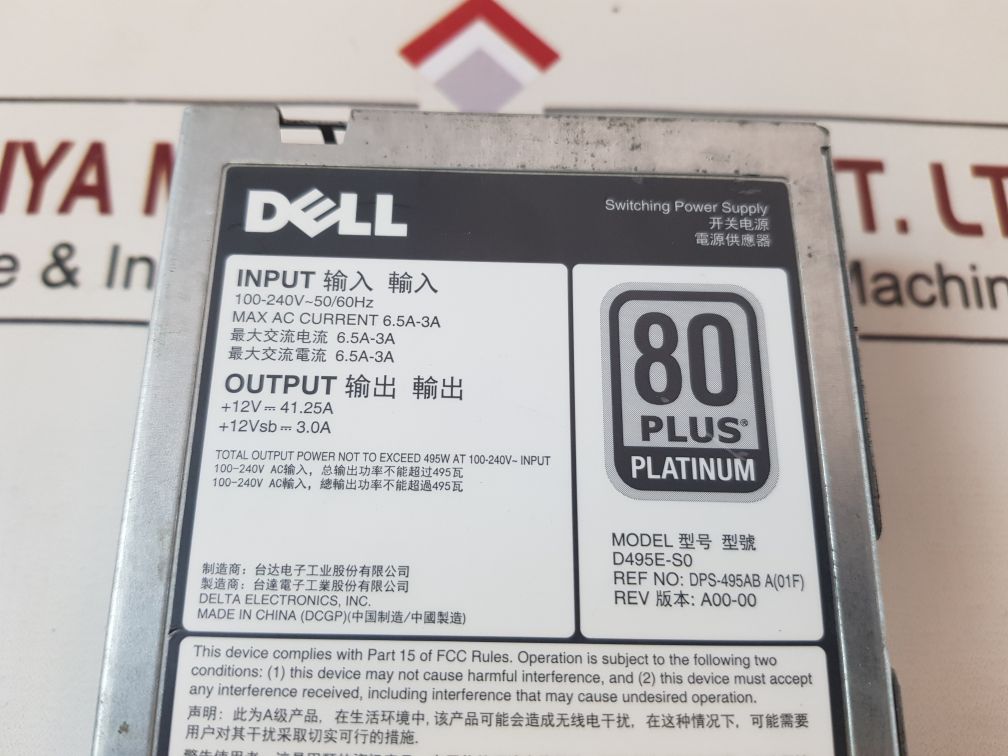 IYA M
T. LT
e & In
Machin
DELL
Switching Power Supply
开关电源
電源供應器
INPUT 输入 輸入
100-240V~50/60Hz
MAX AC CURRENT 6.5A-3A
最大交流电流 6.5A-3A
最大交流電流 6.5A-3A
OUTPUT 输出 輸出
+12V⎓ 41.25A
+12Vsb⎓ 3.0A
TOTAL OUTPUT POWER NOT TO EXCEED 495W AT 100-240V~ INPUT
100-240V AC输入，总输出功率不能超过495瓦
100-240V AC輸入，總輸出功率不能超過495瓦
制造商：台达电子工业股份有限公司
製造商：台達電子工業股份有限公司
DELTA ELECTRONICS, INC.
MADE IN CHINA (DCGP)(中国制造/中國製造)
80
PLUS®
PLATINUM
MODEL 型号 型號
D495E-S0
REF NO: DPS-495AB A(01F)
REV 版本: A00-00
This device complies with Part 15 of FCC Rules. Operation is subject to the following two
conditions: (1) this device may not cause harmful interference, and (2) this device must accept
any interference received, including interference that may cause undesired operation.
声明：此为A级产品，在生活环境中，该产品可能会造成无线电干扰，在这种情况下，可能需要
用户对其干扰采取切实可行的措施.